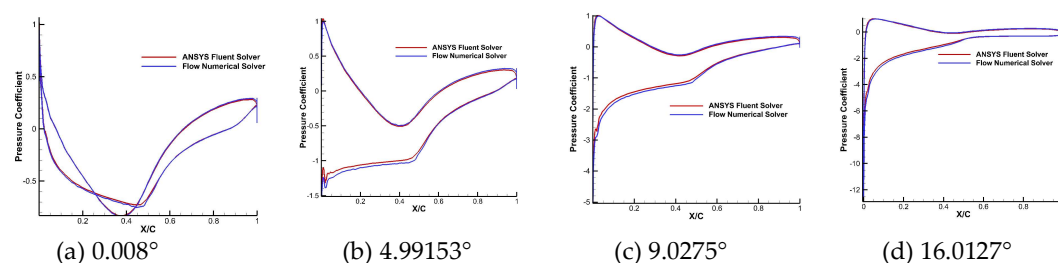 Pressure Coefficient
1
0.5
0
-0.5
ANSYS Fluent Solver
Flow Numerical Solver
0.2 0.4 0.6 0.8 1
X/C
(a) 0.008°
Pressure Coefficient
1
0.5
0
-0.5
-1
-1.5
ANSYS Fluent Solver
Flow Numerical Solver
0.2 0.4 0.6 0.8 1
X/C
(b) 4.99153°
Pressure Coefficient
1
0
-1
-2
-3
-4
-5
ANSYS Fluent Solver
Flow Numerical Solver
0 0.2 0.4 0.6 0.8 1
X/C
(c) 9.0275°
Pressure Coefficient
0
-2
-4
-6
-8
-10
-12
ANSYS Fluent Solver
Flow Numerical Solver
0 0.2 0.4 0.6 0.8
X/C
(d) 16.0127°